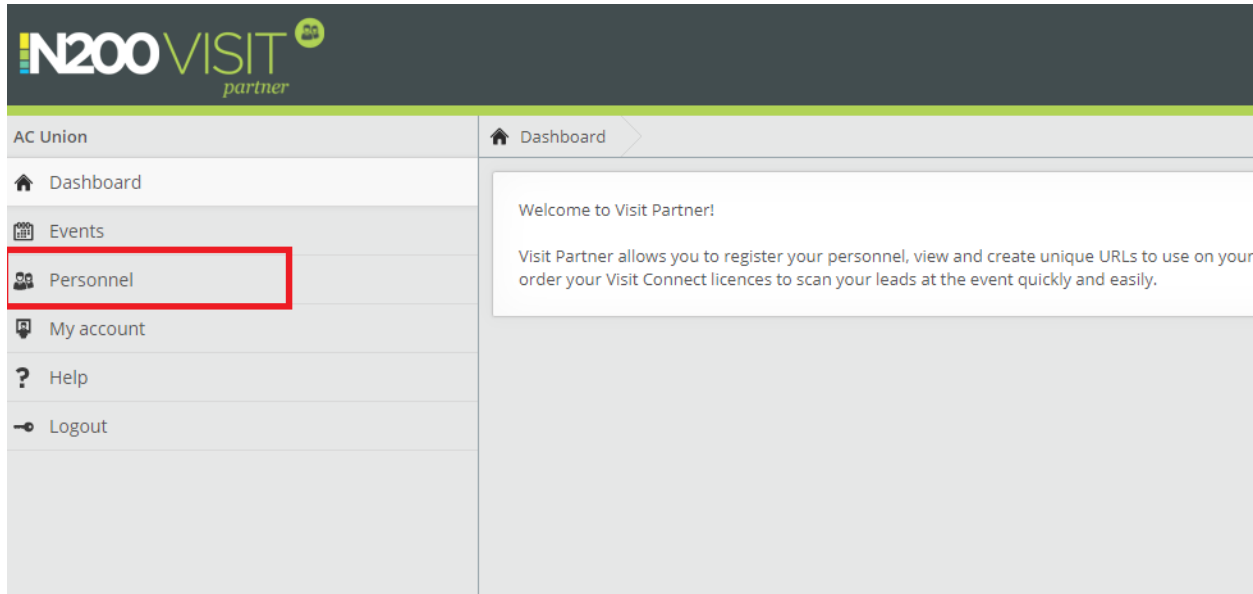 N200 VISIT
partner
AC Union
Dashboard
Dashboard
Events
Personnel
My account
? Help
Logout
Welcome to Visit Partner!
Visit Partner allows you to register your personnel, view and create unique URLs to use on your
order your Visit Connect licences to scan your leads at the event quickly and easily.